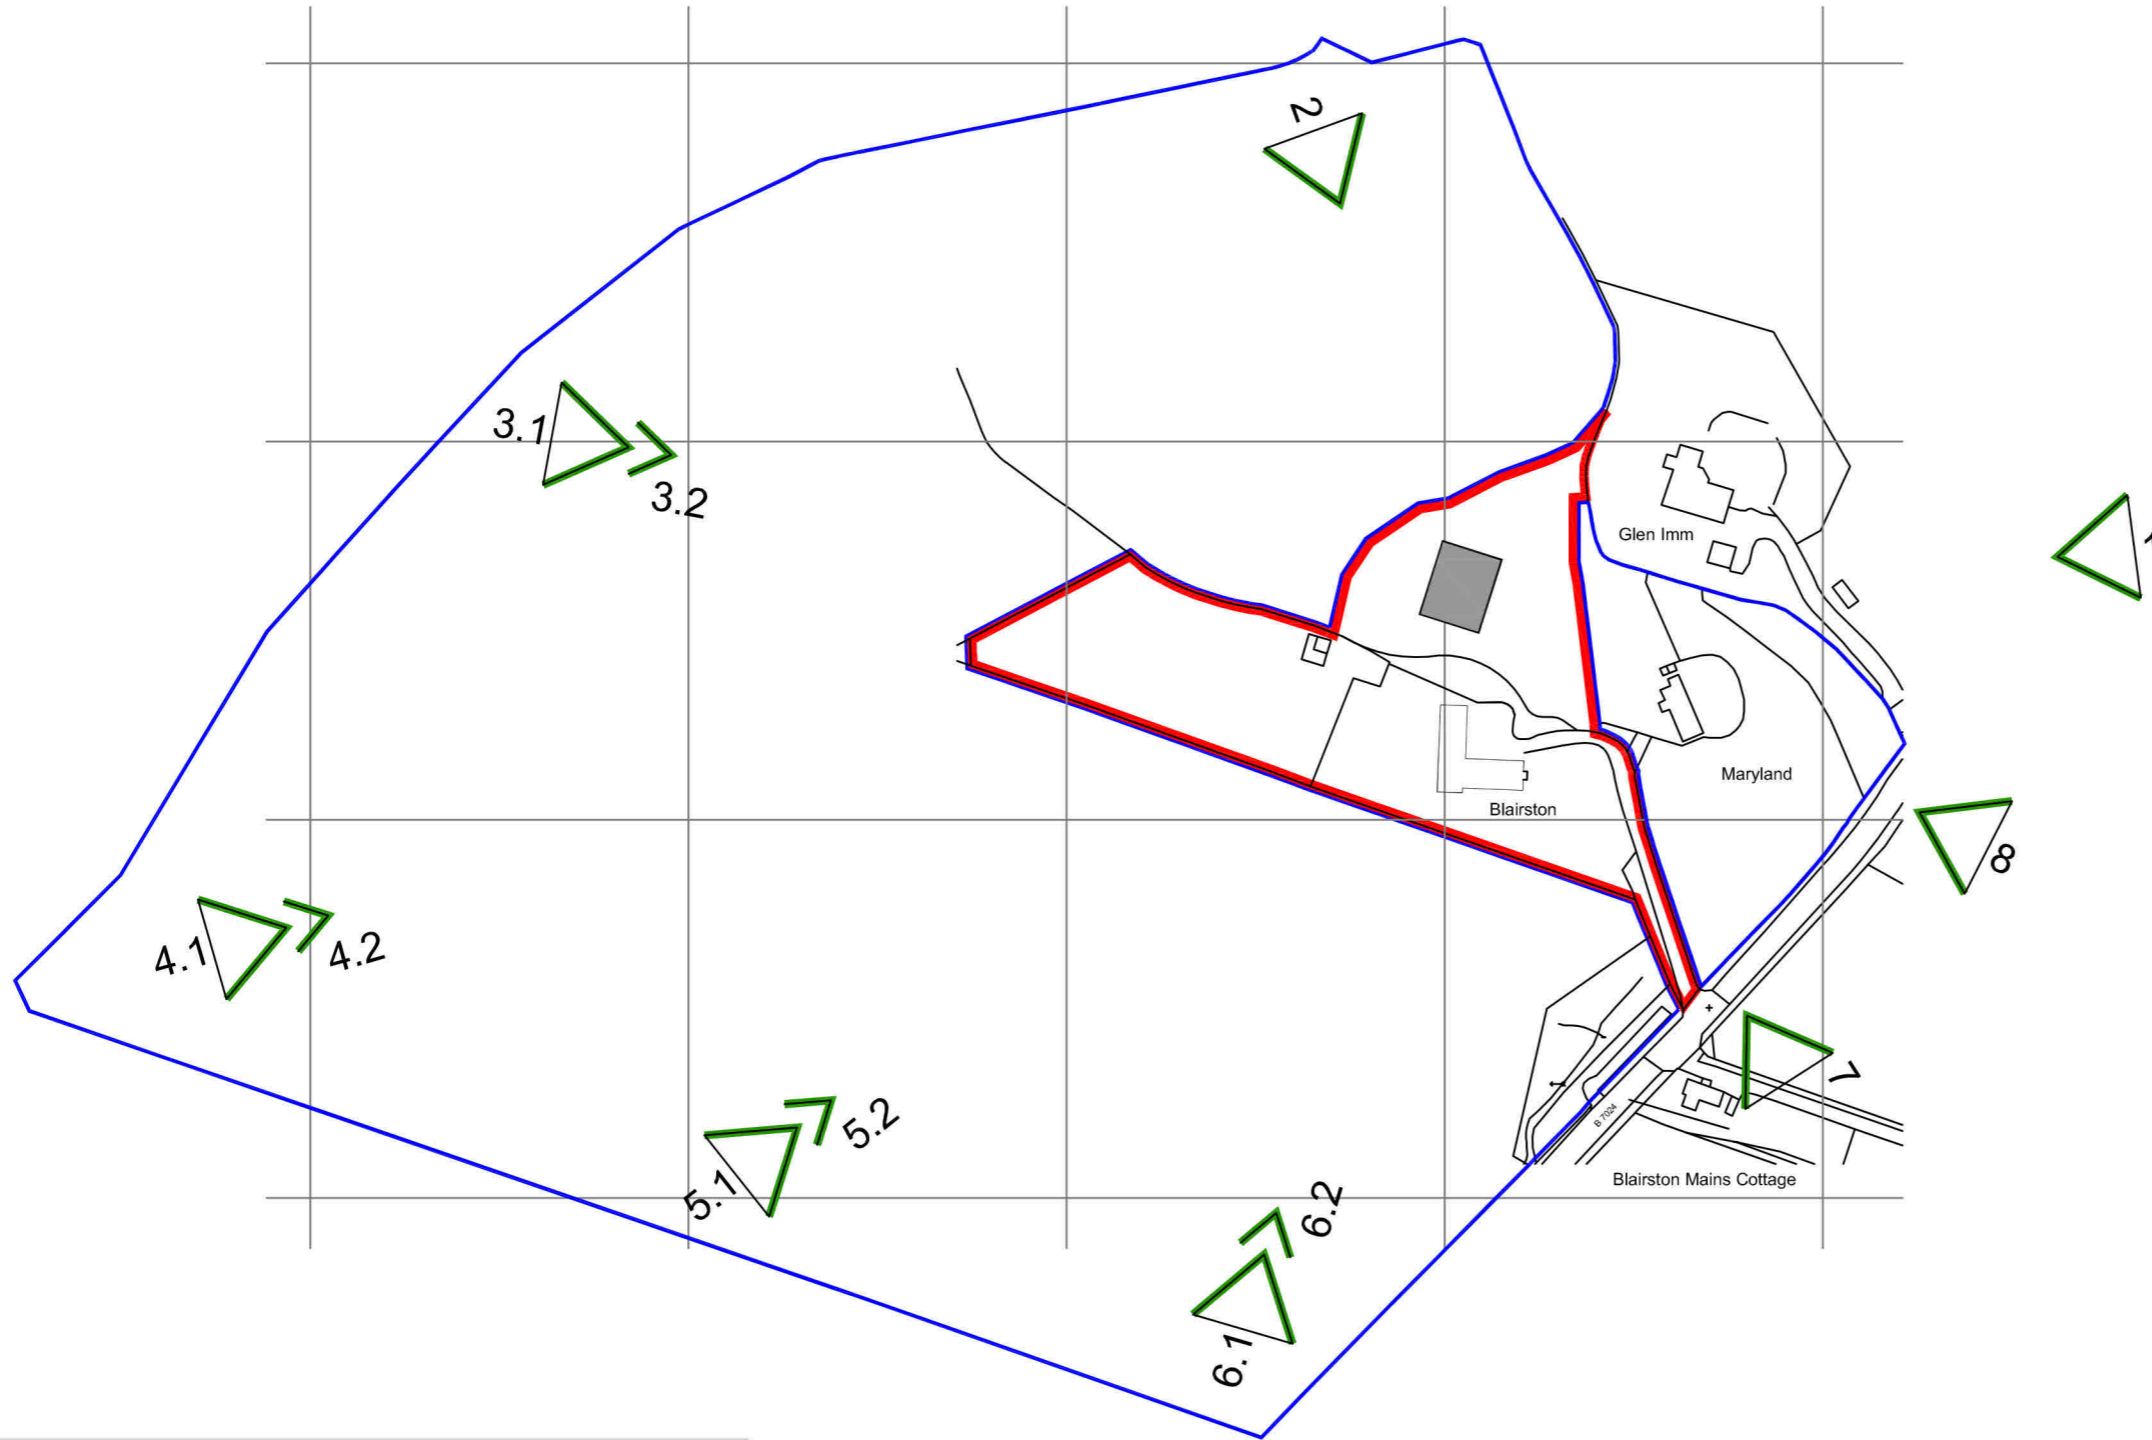 2
3.1
3.2
Glen Imm
1
Maryland
Blairston
8
4.1
4.2
7
5.2
B 7024
5.1
Blairston Mains Cottage
6.2
6.1